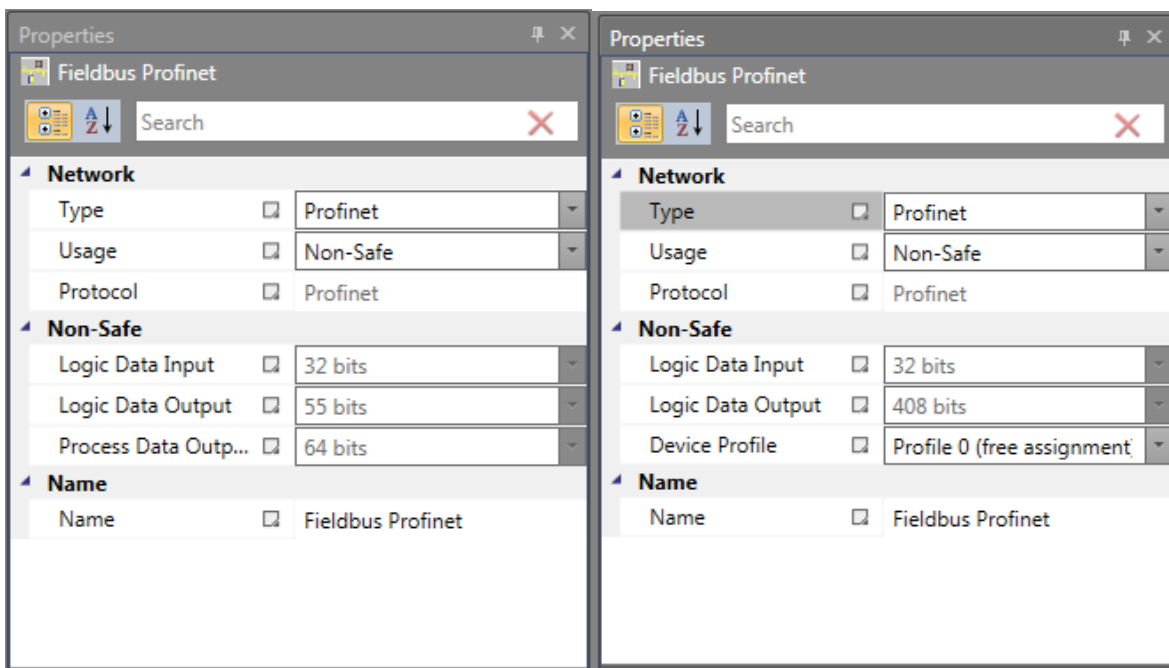 Properties
Fieldbus Profinet
Search
Network
Type Profinet
Usage Non-Safe
Protocol Profinet
Non-Safe
Logic Data Input 32 bits
Logic Data Output 55 bits
Process Data Outp... 64 bits
Name
Name Fieldbus Profinet
Properties
Fieldbus Profinet
Search
Network
Type Profinet
Usage Non-Safe
Protocol Profinet
Non-Safe
Logic Data Input 32 bits
Logic Data Output 408 bits
Device Profile Profile 0 (free assignment)
Name
Name Fieldbus Profinet